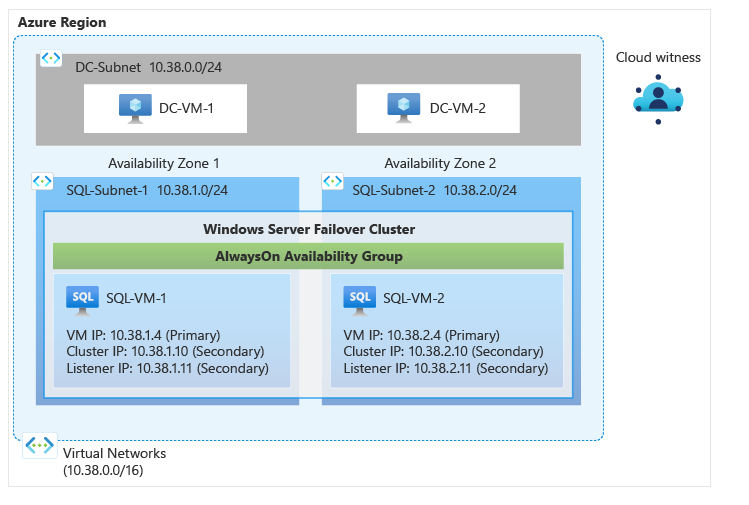 Azure Region
Cloud witness
DC-Subnet 10.38.0.0/24
DC-VM-1
DC-VM-2
Availability Zone 1
Availability Zone 2
SQL-Subnet-1 10.38.1.0/24
SQL-Subnet-2 10.38.2.0/24
Windows Server Failover Cluster
AlwaysOn Availability Group
SQL
SQL-VM-1
VM IP: 10.38.1.4 (Primary)
Cluster IP: 10.38.1.10 (Secondary)
Listener IP: 10.38.1.11 (Secondary)
SQL
SQL-VM-2
VM IP: 10.38.2.4 (Primary)
Cluster IP: 10.38.2.10 (Secondary)
Listener IP: 10.38.2.11 (Secondary)
Virtual Networks
(10.38.0.0/16)